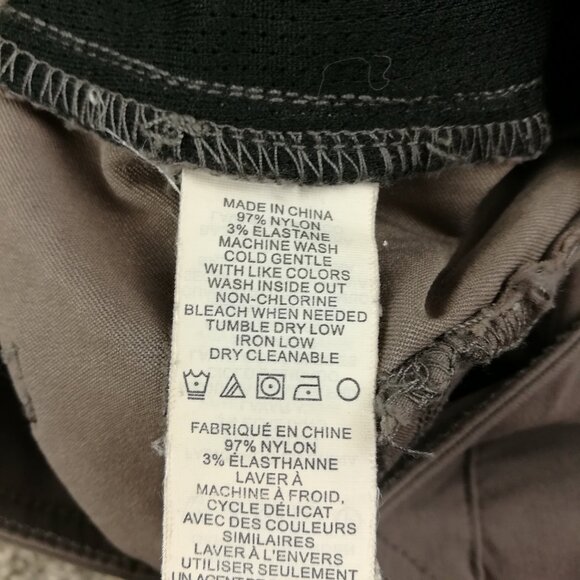 MADE IN CHINA
97% NYLON
3% ELASTANE
MACHINE WASH
COLD GENTLE
WITH LIKE COLORS
WASH INSIDE OUT
NON-CHLORINE
BLEACH WHEN NEEDED
TUMBLE DRY LOW
IRON LOW
DRY CLEANABLE
FABRIQUÉ EN CHINE
97% NYLON
3% ÉLASTHANNE
LAVER À
MACHINE À FROID,
CYCLE DÉLICAT
AVEC DES COULEURS
SIMILAIRES
LAVER À L'ENVERS
UTILISER SEULEMENT
UN AGENT